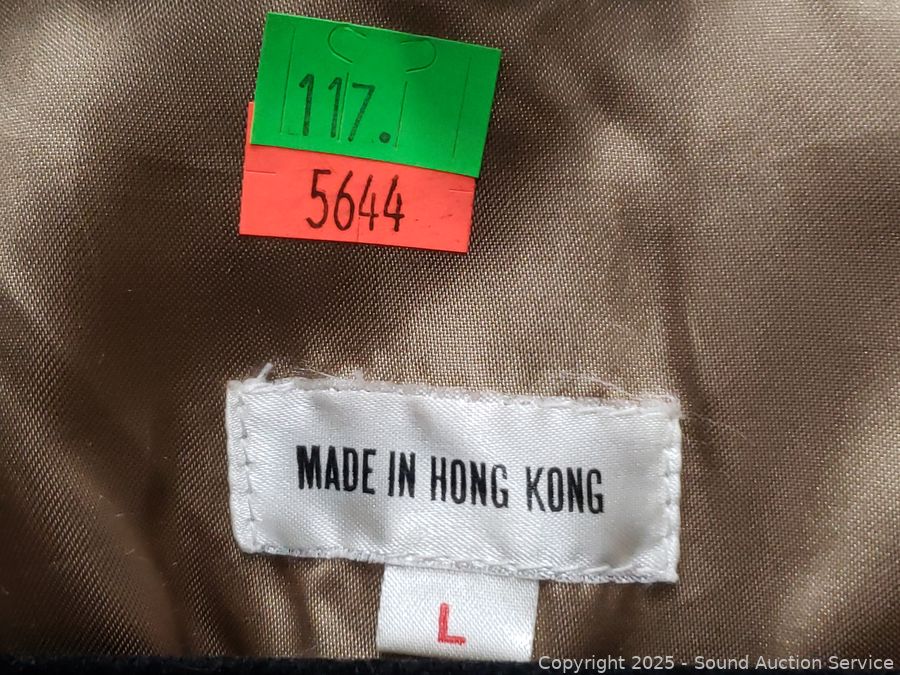 117.
5644
MADE IN HONG KONG
L
Copyright 2025 - Sound Auction Service